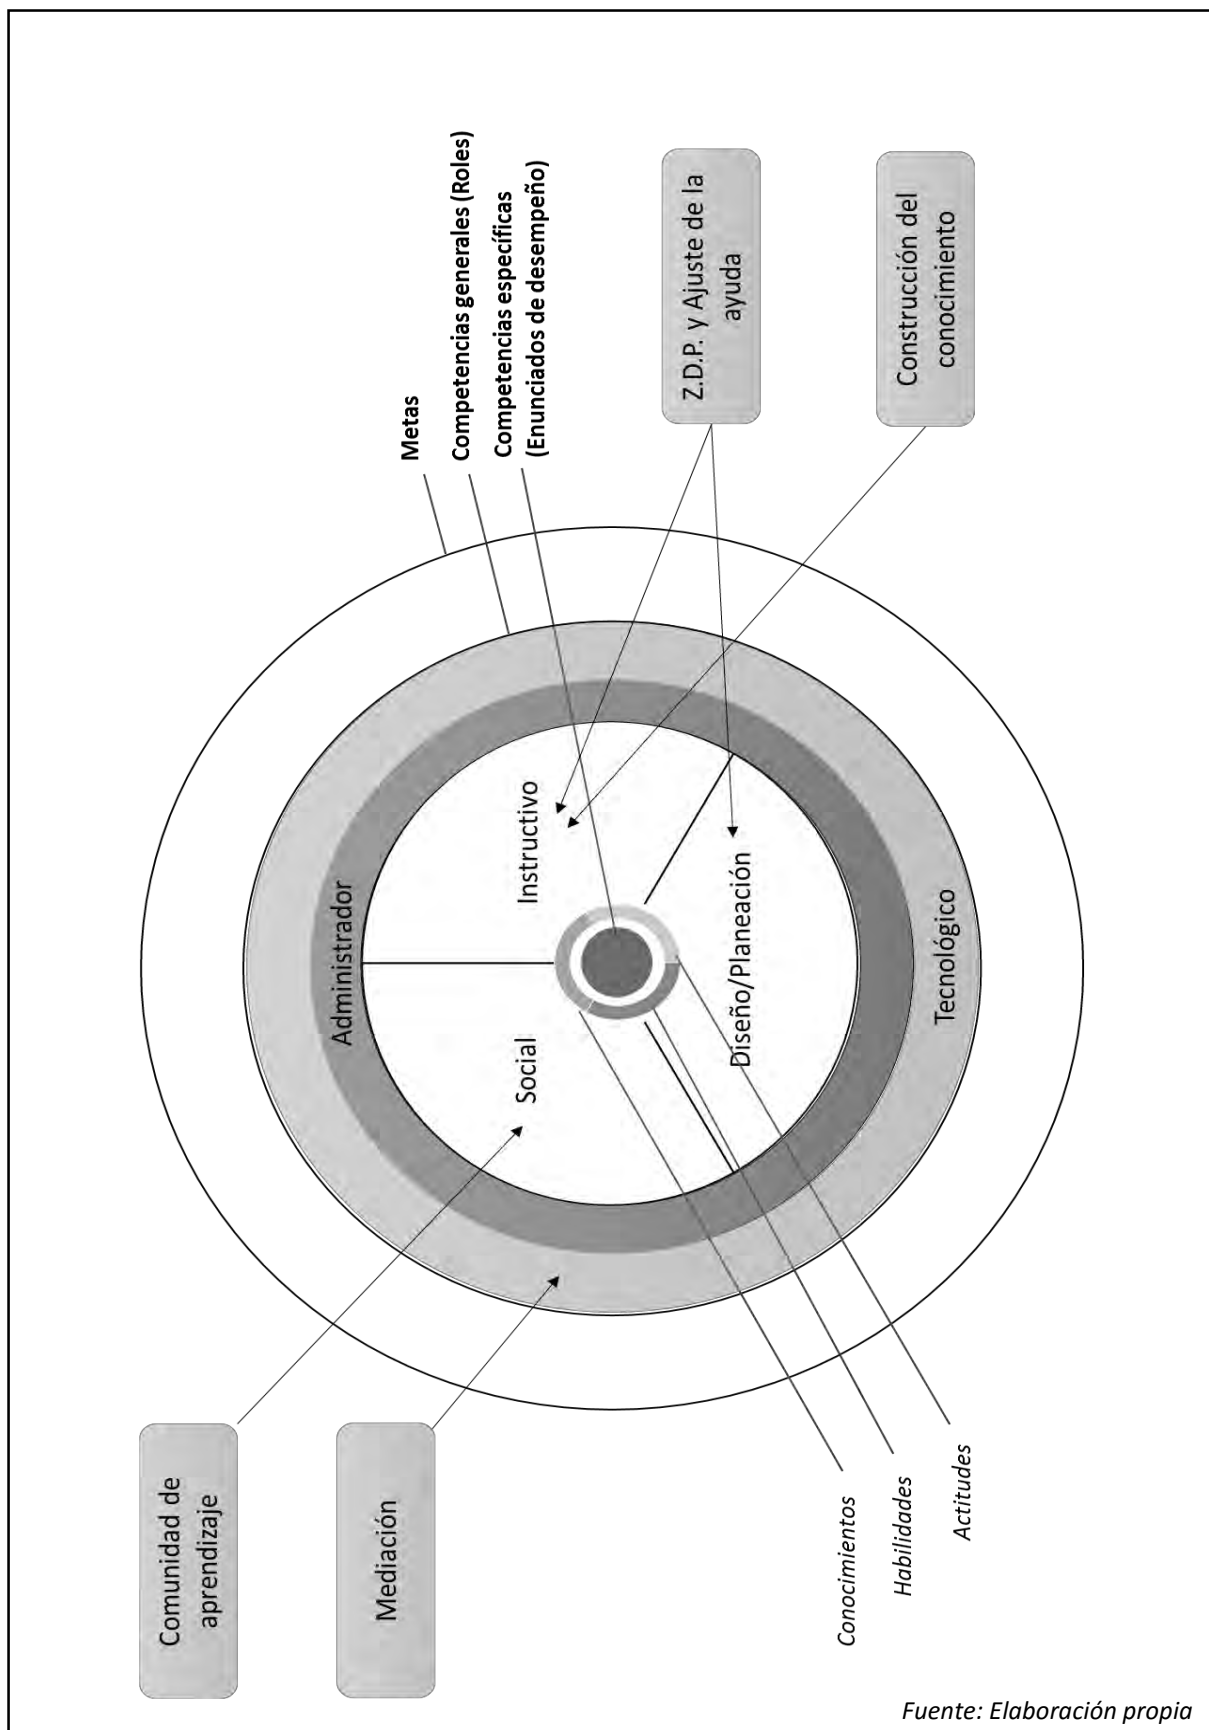 Metas
Competencias generales (Roles)
Competencias específicas
(Enunciados de desempeño)
Comunidad de
aprendizaje
Mediación
Z.D.P. y Ajuste de la
ayuda
Construcción del
conocimiento
Administrador
Social
Instructivo
Diseño/Planeación
Tecnológico
Conocimientos
Habilidades
Actitudes
Fuente: Elaboración propia